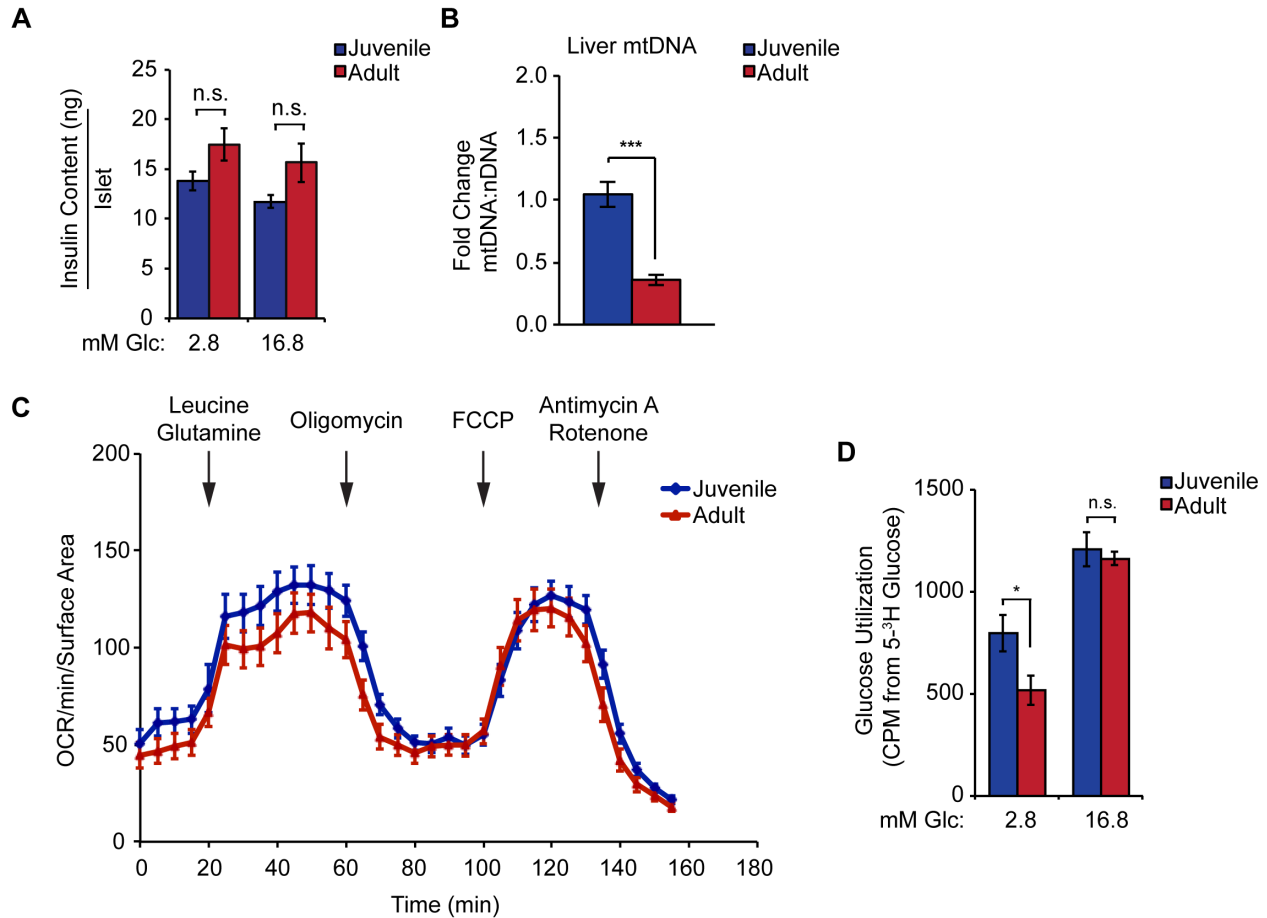 A
Juvenile
Adult
Insulin Content (ng)
Islet
25
20
15
10
5
0
n.s.
n.s.
mM Glc:
2.8
16.8
B
Liver mtDNA
Juvenile
Adult
Fold Change
mtDNA:nDNA
2.0
1.5
1.0
0.5
0.0
***
C
Leucine
Glutamine
Oligomycin
FCCP
Antimycin A
Rotenone
Juvenile
Adult
OCR/min/Surface Area
200
150
100
50
0
0
20
40
60
80
100
120
140
160
180
Time (min)
D
Juvenile
Adult
Glucose Utilization
(CPM from 5-³H Glucose)
1500
1000
500
0
*
n.s.
mM Glc:
2.8
16.8